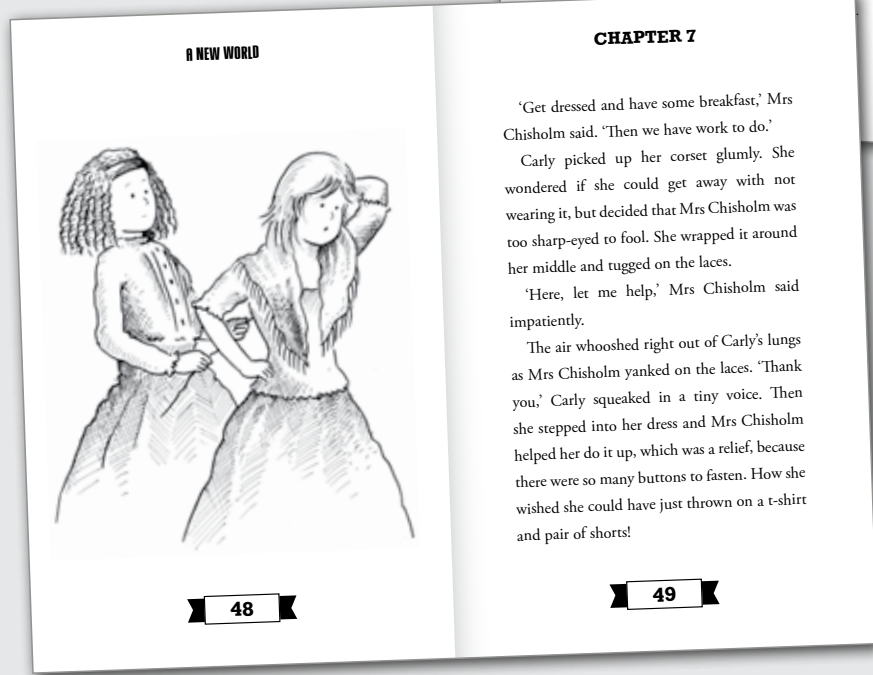 A NEW WORLD
48
CHAPTER 7
‘Get dressed and have some breakfast,’ Mrs
Chisholm said. ‘Then we have work to do.’
Carly picked up her corset glumly. She
wondered if she could get away with not
wearing it, but decided that Mrs Chisholm was
too sharp-eyed to fool. She wrapped it around
her middle and tugged on the laces.
‘Here, let me help,’ Mrs Chisholm said
impatiently.
The air whooshed right out of Carly’s lungs
as Mrs Chisholm yanked on the laces. ‘Thank
you,’ Carly squeaked in a tiny voice. Then
she stepped into her dress and Mrs Chisholm
helped her do it up, which was a relief, because
there were so many buttons to fasten. How she
wished she could have just thrown on a t-shirt
and pair of shorts!
49